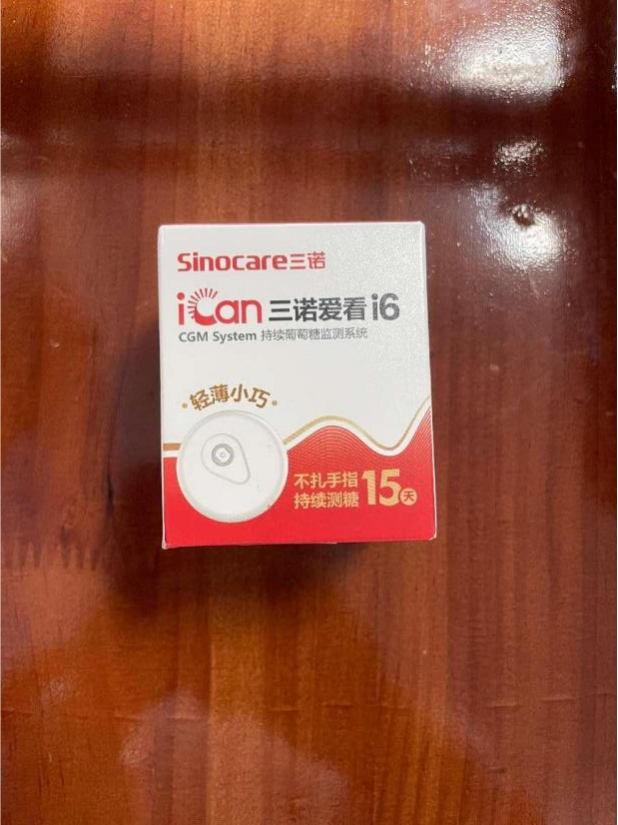 Sinocare三诺
iCan 三诺爱看 i6
CGM System 持续葡萄糖监测系统
·轻薄小巧·
不扎手指
持续测糖 15天